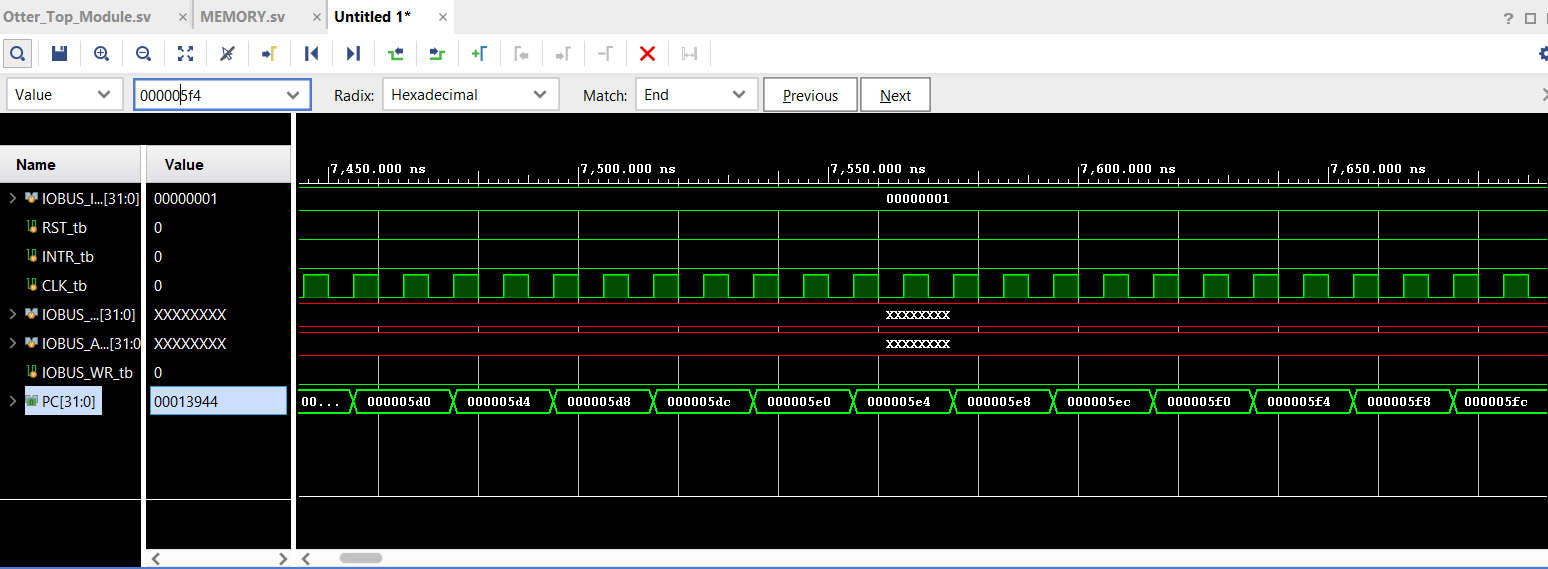 Otter_Top_Module.sv × MEMORY.sv × Untitled 1* ×
? 
Value 000005f4 Radix: Hexadecimal Match: End Previous Next
7,450.000 ns 7,500.000 ns 7,550.000 ns 7,600.000 ns 7,650.000 ns
Name Value
IOBUS_I...[31:0] 00000001 00000001
RST_tb 0
INTR_tb 0
CLK_tb 0
IOBUS_...[31:0] XXXXXXXX XXXXXXXX
IOBUS_A...[31:0 XXXXXXXX XXXXXXXX
IOBUS_WR_tb 0
PC[31:0] 00013944 00... 000005d0 000005d4 000005d8 000005dc 000005e0 000005e4 000005e8 000005ec 000005f0 000005f4 000005f8 000005fc